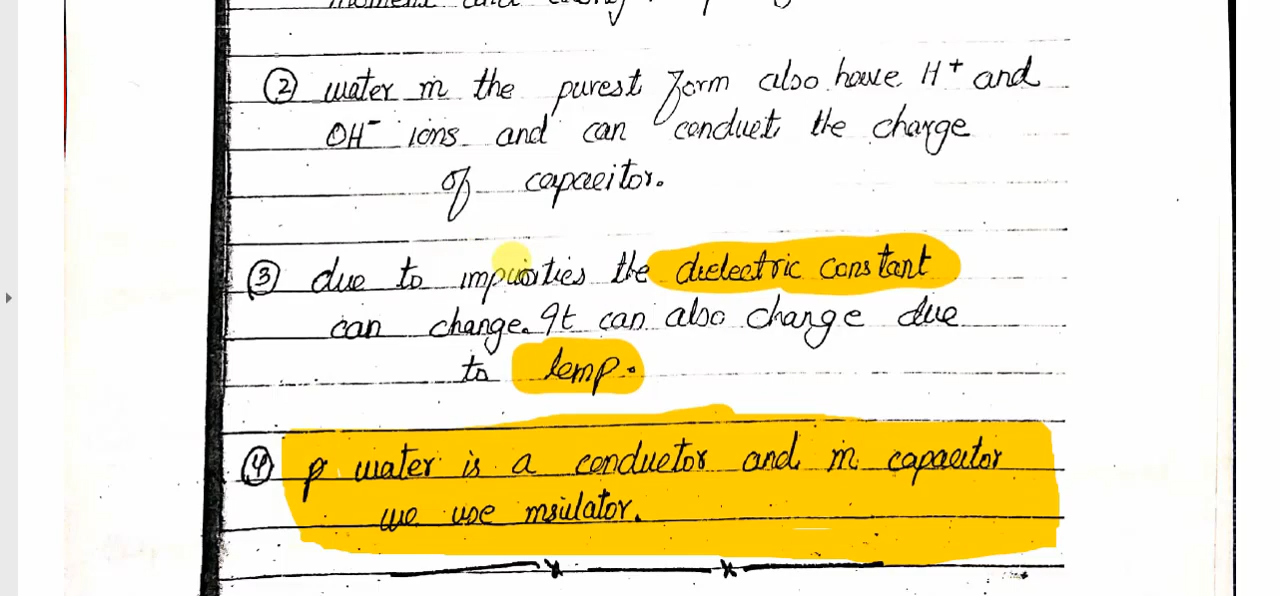 ② water in the purest form also have H⁺ and
OH⁻ ions and can conduct the charge
of capacitor.
③ due to impurities the dielectric constant
can change. It can also change due
to temp.
④ p water is a conductor and in capacitor
we use insulator.